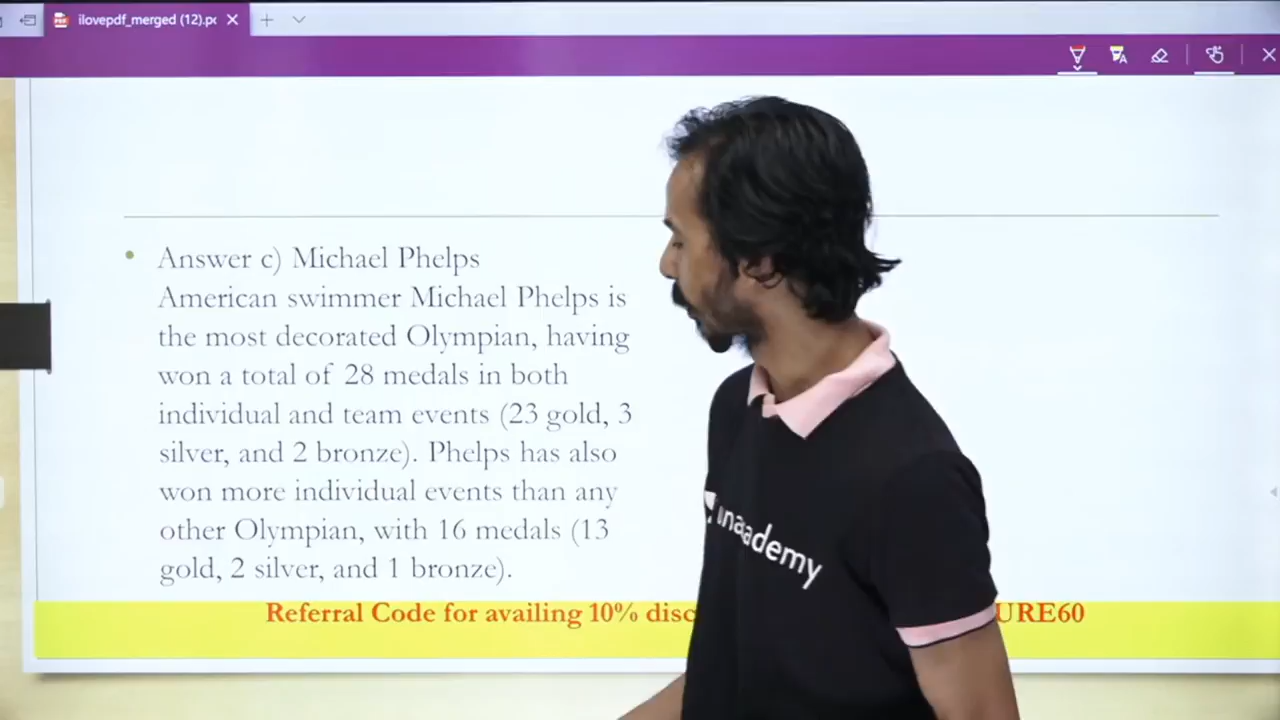 ilovepdf_merged (12).pc
Answer c) Michael Phelps
American swimmer Michael Phelps is
the most decorated Olympian, having
won a total of 28 medals in both
individual and team events (23 gold, 3
silver, and 2 bronze). Phelps has also
won more individual events than any
other Olympian, with 16 medals (13
gold, 2 silver, and 1 bronze).
unacademy
Referral Code for availing 10% disc URE60